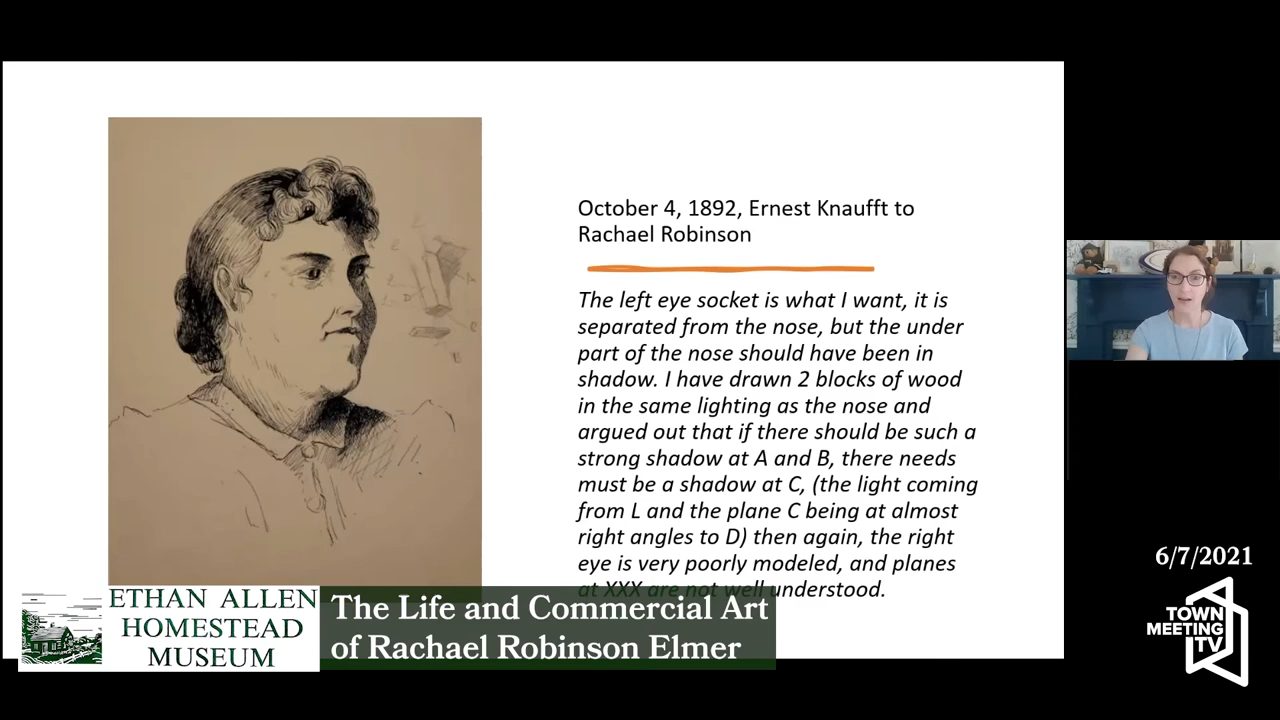 October 4, 1892, Ernest Knaufft to
Rachael Robinson
The left eye socket is what I want, it is
separated from the nose, but the under
part of the nose should have been in
shadow. I have drawn 2 blocks of wood
in the same lighting as the nose and
argued out that if there should be such a
strong shadow at A and B, there needs
must be a shadow at C, (the light coming
from L and the plane C being at almost
right angles to D) then again, the right
eye is very poorly modeled, and planes
at XXX are not well understood.
ETHAN ALLEN
HOMESTEAD
MUSEUM
The Life and Commercial Art
of Rachael Robinson Elmer
6/7/2021
TOWN
MEETING
TV